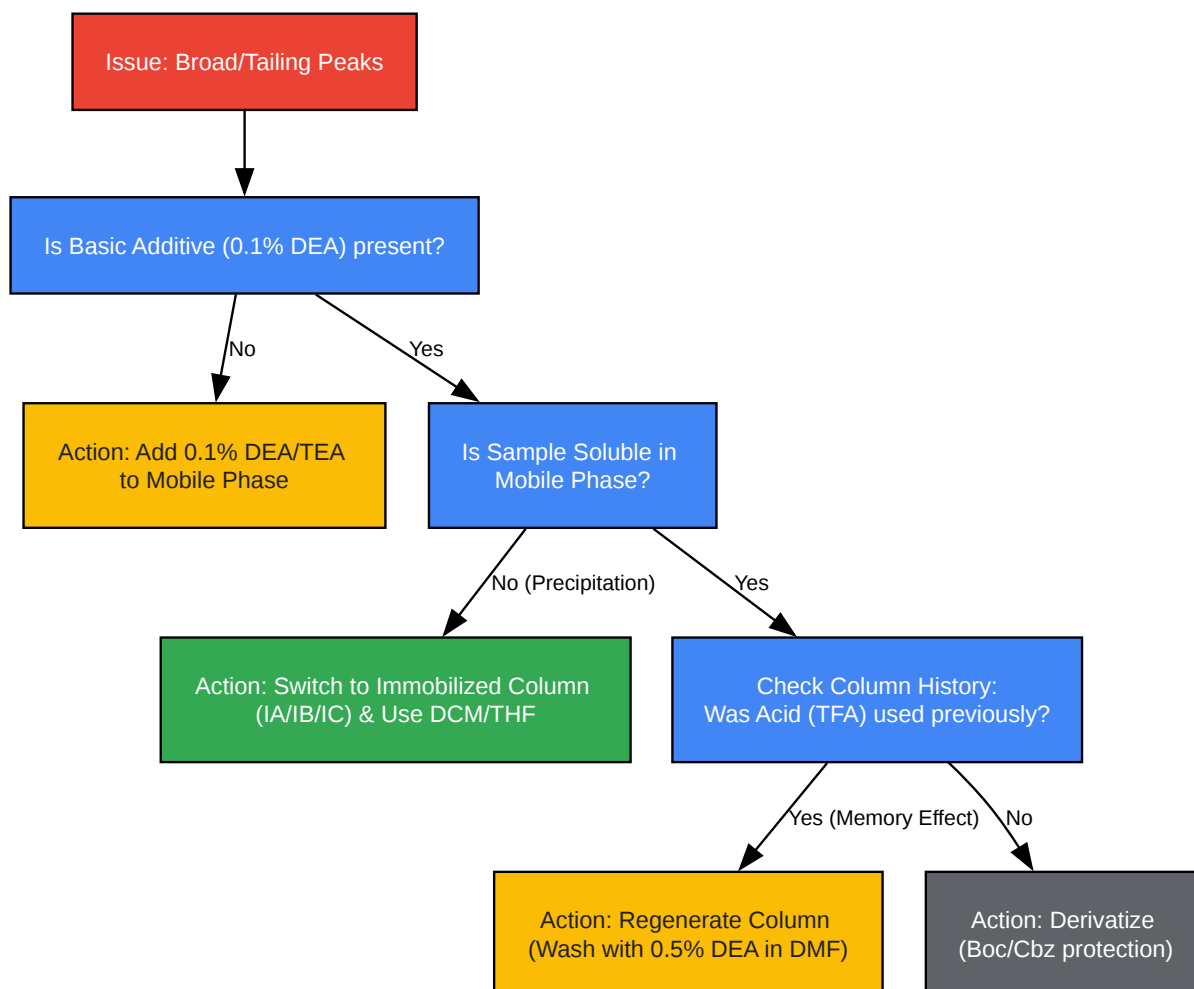 Issue: Broad/Tailing Peaks
Is Basic Additive (0.1% DEA) present?
No
Yes
Action: Add 0.1% DEA/TEA
to Mobile Phase
Is Sample Soluble in
Mobile Phase?
No (Precipitation)
Yes
Action: Switch to Immobilized Column
(IA/IB/IC) & Use DCM/THF
Check Column History:
Was Acid (TFA) used previously?
Yes (Memory Effect)
No
Action: Regenerate Column
(Wash with 0.5% DEA in DMF)
Action: Derivatize
(Boc/Cbz protection)